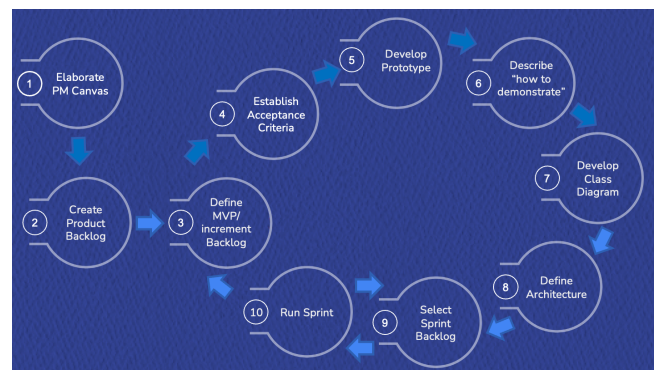 1
Elaborate
PM Canvas
2
Create
Product
Backlog
3
Define
MVP/
increment
Backlog
4
Establish
Acceptance
Criteria
5
Develop
Prototype
6
Describe
“how to
demonstrate”
7
Develop
Class
Diagram
8
Define
Architecture
9
Select
Sprint
Backlog
10
Run Sprint